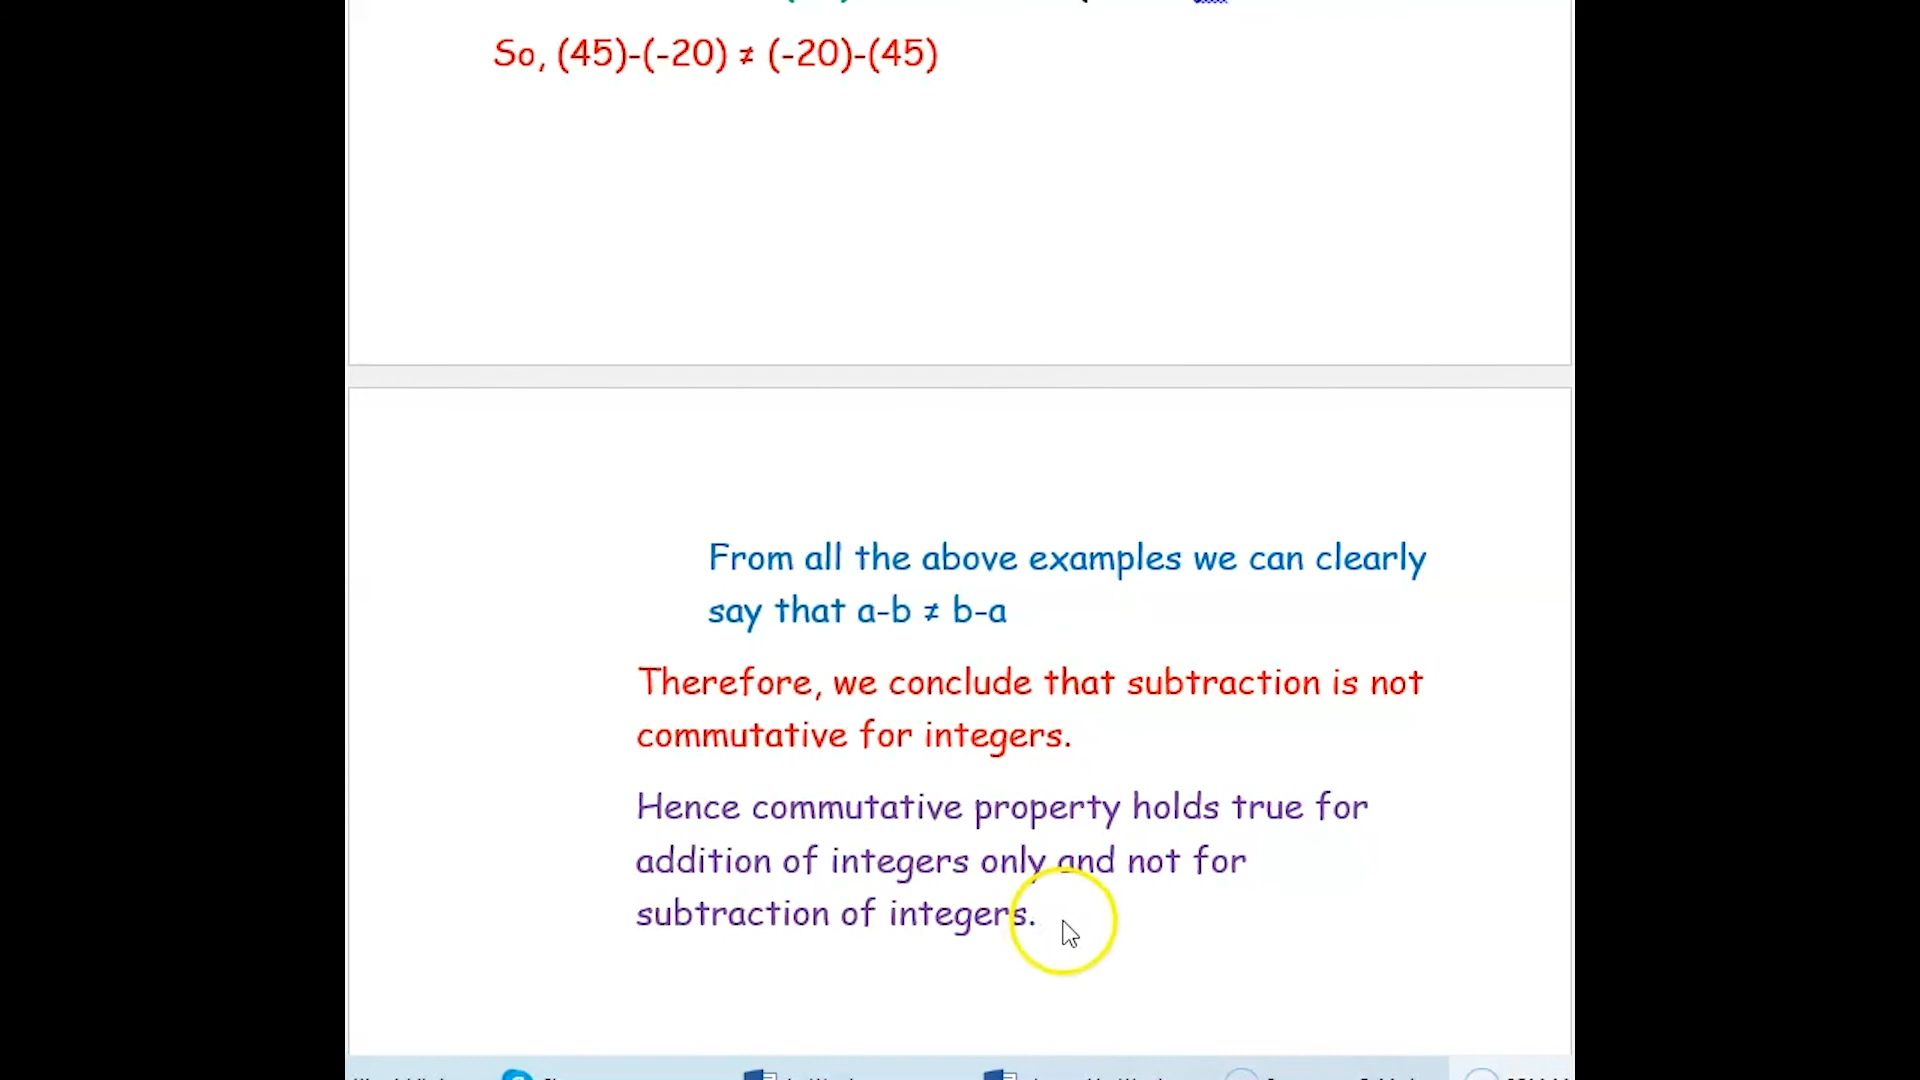 So, (45)-(-20) ≠ (-20)-(45)
From all the above examples we can clearly
say that a-b ≠ b-a
Therefore, we conclude that subtraction is not
commutative for integers.
Hence commutative property holds true for
addition of integers only and not for
subtraction of integers.